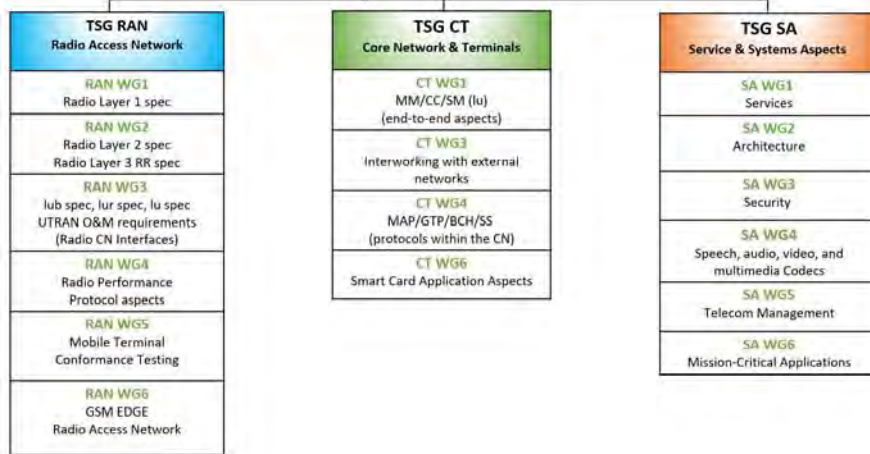 TSG RAN
Radio Access Network
RAN WG1
Radio Layer 1 spec
RAN WG2
Radio Layer 2 spec
Radio Layer 3 RR spec
RAN WG3
lub spec, lur spec, lu spec
UTRAN O&M requirements
(Radio CN Interfaces)
RAN WG4
Radio Performance
Protocol aspects
RAN WG5
Mobile Terminal
Conformance Testing
RAN WG6
GSM EDGE
Radio Access Network
TSG CT
Core Network & Terminals
CT WG1
MM/CC/SM (lu)
(end-to-end aspects)
CT WG3
Interworking with external
networks
CT WG4
MAP/GTP/BCH/SS
(protocols within the CN)
CT WG6
Smart Card Application Aspects
TSG SA
Service & Systems Aspects
SA WG1
Services
SA WG2
Architecture
SA WG3
Security
SA WG4
Speech, audio, video, and
multimedia Codecs
SA WG5
Telecom Management
SA WG6
Mission-Critical Applications